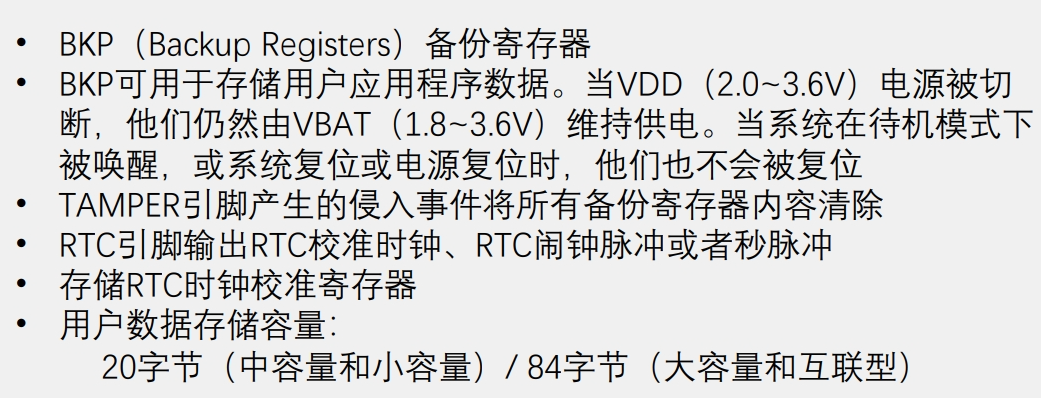 • BKP（Backup Registers）备份寄存器
• BKP可用于存储用户应用程序数据。当VDD（2.0~3.6V）电源被切
断，他们仍然由VBAT（1.8~3.6V）维持供电。当系统在待机模式下
被唤醒，或系统复位或电源复位时，他们也不会被复位
• TAMPER引脚产生的侵入事件将所有备份寄存器内容清除
• RTC引脚输出RTC校准时钟、RTC闹钟脉冲或者秒脉冲
• 存储RTC时钟校准寄存器
• 用户数据存储容量：
20字节（中容量和小容量）/ 84字节（大容量和互联型）